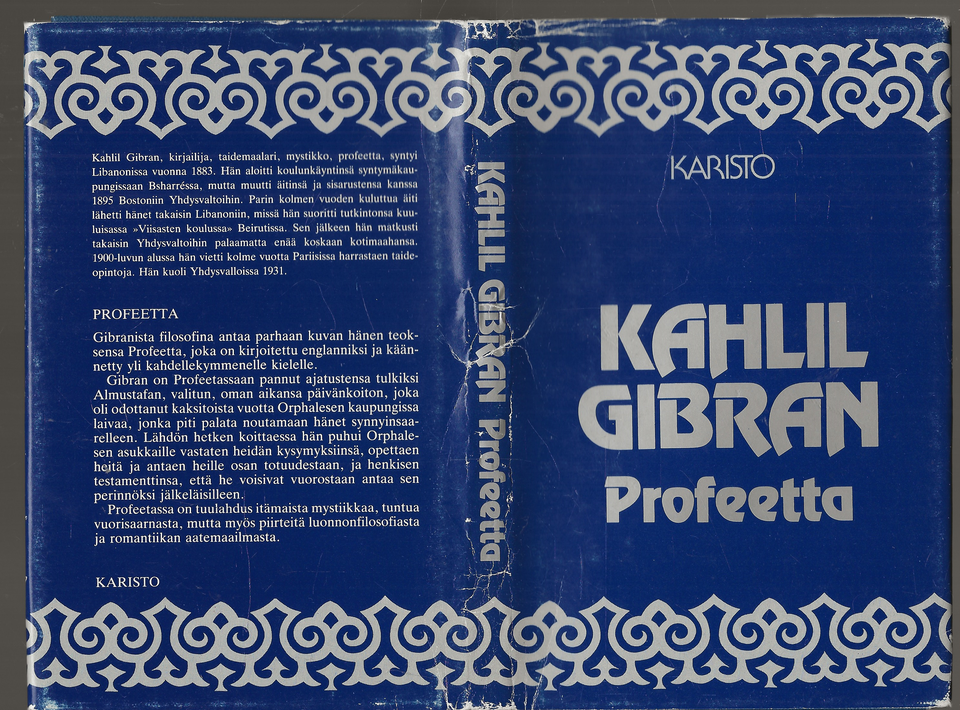 Kahlil Gibran, kirjailija, taidemaalari, mystikko, profeetta, syntyi
Libanonissa vuonna 1883. Hän aloitti koulunkäyntinsä syntymäkau-
pungissaan Bsharréssa, mutta muutti äitinsä ja sisarustensa kanssa
1895 Bostoniin Yhdysvaltoihin. Parin kolmen vuoden kuluttua äiti
lähetti hänet takaisin Libanoniin, missä hän suoritti tutkintonsa kuu-
luisassa »Viisasten koulussa» Beirutissa. Sen jälkeen hän matkusti
takaisin Yhdysvaltoihin palaamatta enää koskaan kotimaahansa.
1900-luvun alussa hän vietti kolme vuotta Pariisissa harrastaen taide-
opintoja. Hän kuoli Yhdysvalloissa 1931.
PROFEETTA
Gibranista filosofina antaa parhaan kuvan hänen teok-
sensa Profeetta, joka on kirjoitettu englanniksi ja kään-
netty yli kahdellekymmenelle kielelle.
Gibran on Profeetassaan pannut ajatustensa tulkiksi
Almustafan, valitun, oman aikansa päivänkoiton, joka
oli odottanut kaksitoista vuotta Orphalesen kaupungissa
laivaa, jonka piti palata noutamaan hänet synnyinsaa-
relleen. Lähdön hetken koittaessa hän puhui Orphale-
sen asukkaille vastaten heidän kysymyksiinsä, opettaen
heitä ja antaen heille osan totuudestaan, ja henkisen
testamenttinsa, että he voisivat vuorostaan antaa sen
perinnöksi jälkeläisilleen.
Profeetassa on tuulahdus itämaista mystiikkaa, tuntua
vuorisaarnasta, mutta myös piirteitä luonnonfilosofiasta
ja romantiikan aatemaailmasta.
KARISTO
KAHLIL GIBRAN Profeetta
KARISTO
KAHLIL
GIBRAN
Profeetta